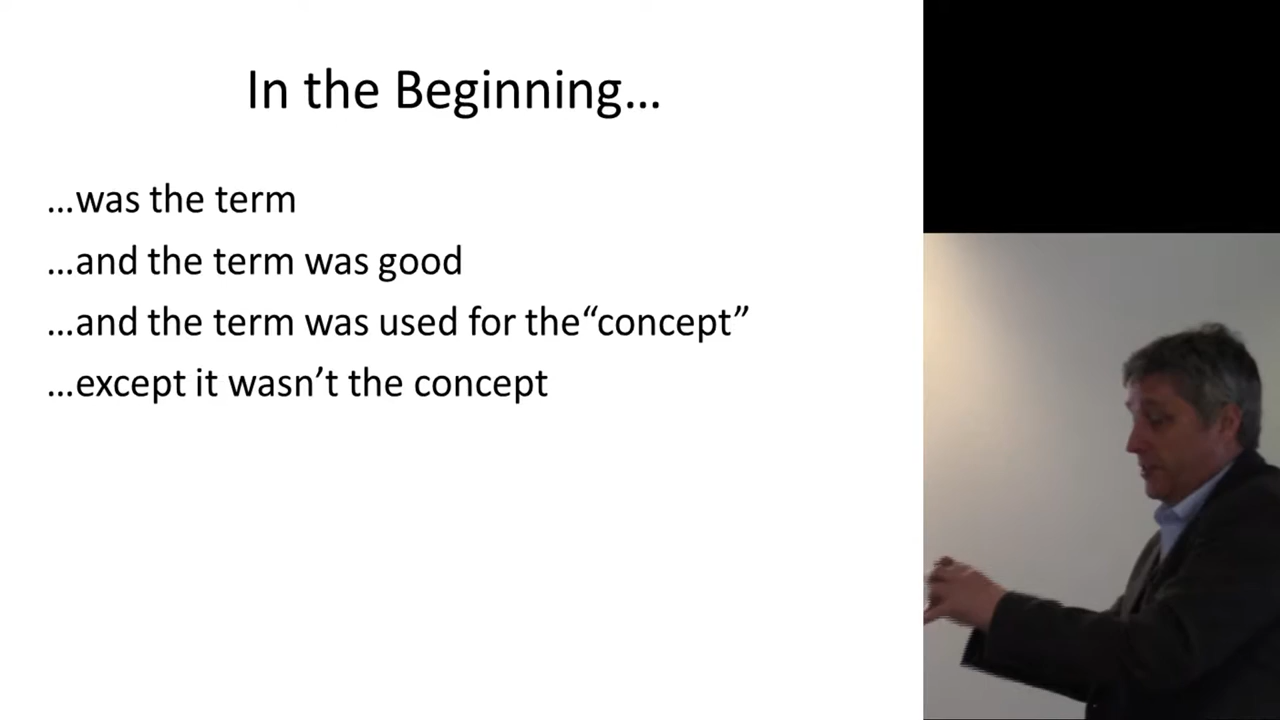 In the Beginning...
...was the term
...and the term was good
...and the term was used for the“concept”
...except it wasn’t the concept